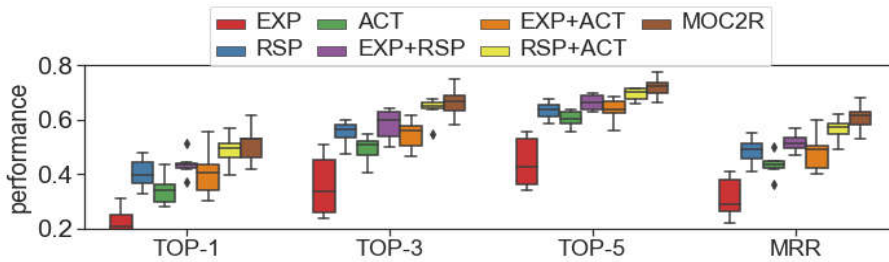 EXP ACT EXP+ACT MOC2R
RSP EXP+RSP RSP+ACT
performance
0.8
0.6
0.4
0.2
TOP-1 TOP-3 TOP-5 MRR